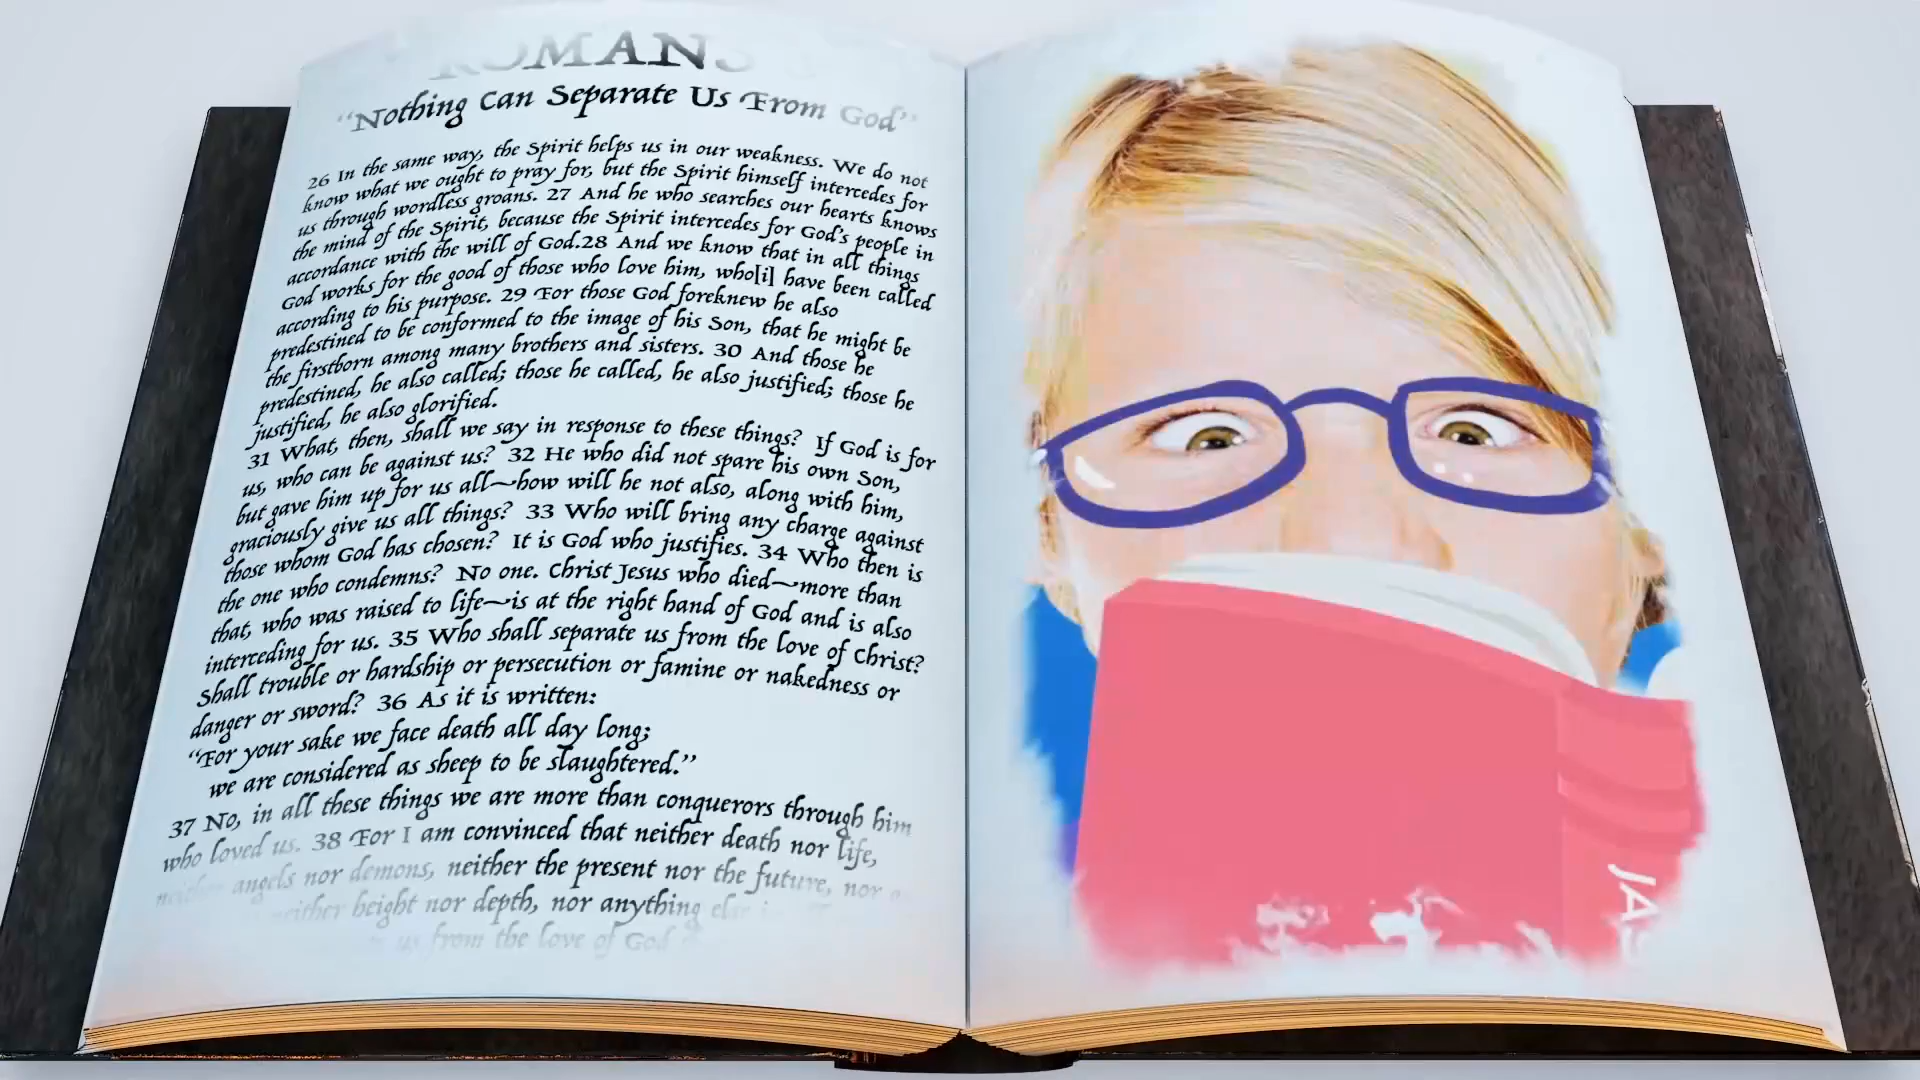 ROMANS
“Nothing Can Separate Us From God”
26 In the same way, the Spirit helps us in our weakness. We do not
know what we ought to pray for, but the Spirit himself intercedes for
us through wordless groans. 27 And he who searches our hearts knows
the mind of the Spirit, because the Spirit intercedes for God's people in
accordance with the will of God.28 And we know that in all things
God works for the good of those who love him, who[i] have been called
according to his purpose. 29 For those God foreknew he also
predestined to be conformed to the image of his Son, that he might be
the firstborn among many brothers and sisters. 30 And those he
predestined, he also called; those he called, he also justified; those he
justified, he also glorified.
31 What, then, shall we say in response to these things? If God is for
us, who can be against us? 32 He who did not spare his own Son,
but gave him up for us all—how will he not also, along with him,
graciously give us all things? 33 Who will bring any charge against
those whom God has chosen? It is God who justifies. 34 Who then is
the one who condemns? No one. Christ Jesus who died—more than
that, who was raised to life—is at the right hand of God and is also
interceding for us. 35 Who shall separate us from the love of Christ?
Shall trouble or hardship or persecution or famine or nakedness or
danger or sword? 36 As it is written:
“For your sake we face death all day long;
we are considered as sheep to be slaughtered.”
37 No, in all these things we are more than conquerors through him
who loved us. 38 For I am convinced that neither death nor life,
neither angels nor demons, neither the present nor the future, nor
neither height nor depth, nor anything else
us from the love of God
JAS